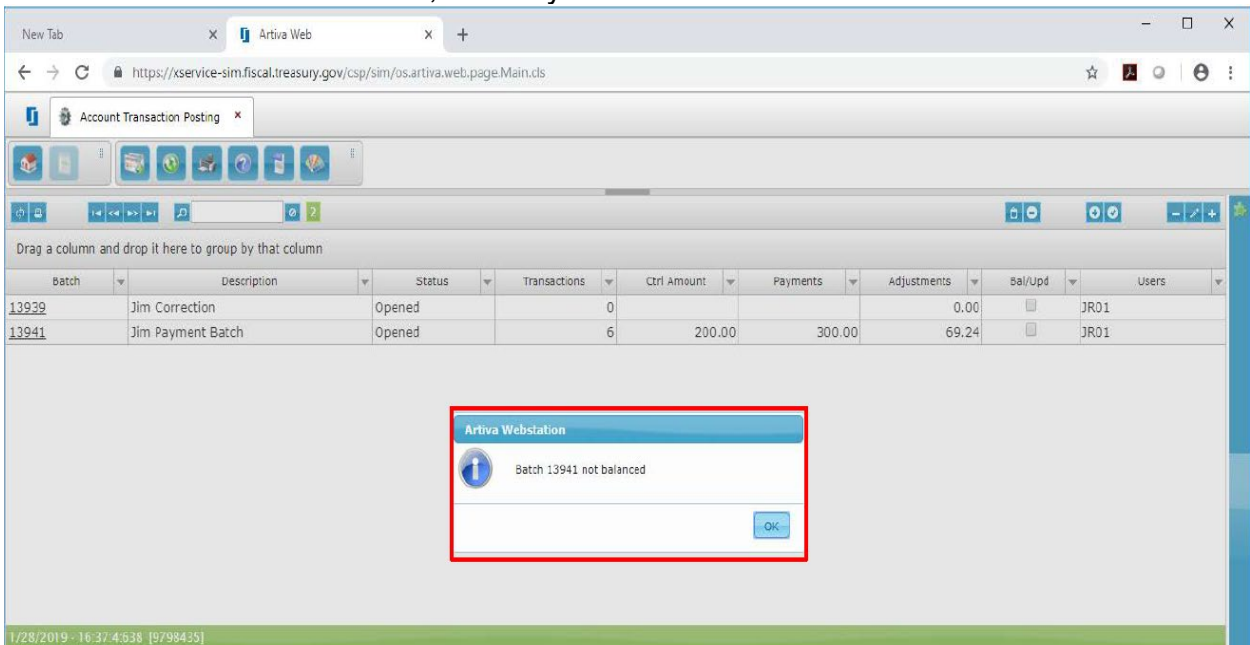 New Tab X Artiva Web X +
https://xservice-sim.fiscal.treasury.gov/csp/sim/os.artiva.web.page.Main.cls
Account Transaction Posting ×
2
Drag a column and drop it here to group by that column
Batch Description Status Transactions Ctrl Amount Payments Adjustments Bal/Upd Users
13939 Jim Correction Opened 0 0.00 JR01
13941 Jim Payment Batch Opened 6 200.00 300.00 69.24 JR01
Artiva Webstation
Batch 13941 not balanced
OK
1/28/2019 - 16:37:4:638 [9798435]